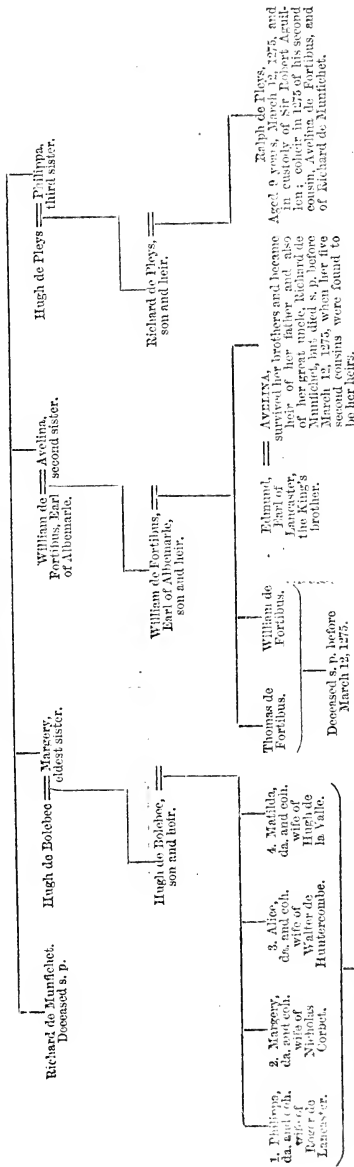 Richard de Munfichet.
Deceased s. p.
Hugh de Bolebec = Margery,
eldest sister.
William de = Avelina,
Fortibus, Earl second sister.
of Albemarle.
Hugh de Pleys = Philippa,
third sister.
Hugh de Bolebec, =
son and heir.
William de Fortibus, =
Earl of Albemarle,
son and heir.
Richard de Pleys, =
son and heir.
1. Philippa,
da. and coh.
wife of
Roger de
Lancaster.
2. Margery,
da. and coh.
wife of
Nicholas
Corbet.
3. Alice,
da. and coh.
wife of
Walter de
Huntercombe.
4. Matilda,
da. and coh.
wife of
Hugh de
la Valle.
Thomas de
Fortibus.
William de
Fortibus.
Deceased s. p. before
March 12, 1275.
Edmund,
Earl of
Lancaster,
the King's
brother.
= AVELINA,
survived her brothers and became
heir of her father and also
of her great uncle, Richard de
Munfichet, but died s. p. before
March 12, 1275, when her five
second cousins were found to
be her heirs.
Ralph de Pleys,
Aged 9 years, March 12, 1275, and
in custody of Sir Robert Aguil-
lon; coheir in 1275 of his second
cousin, Avelina de Fortibus, and
of Richard de Munfichet.